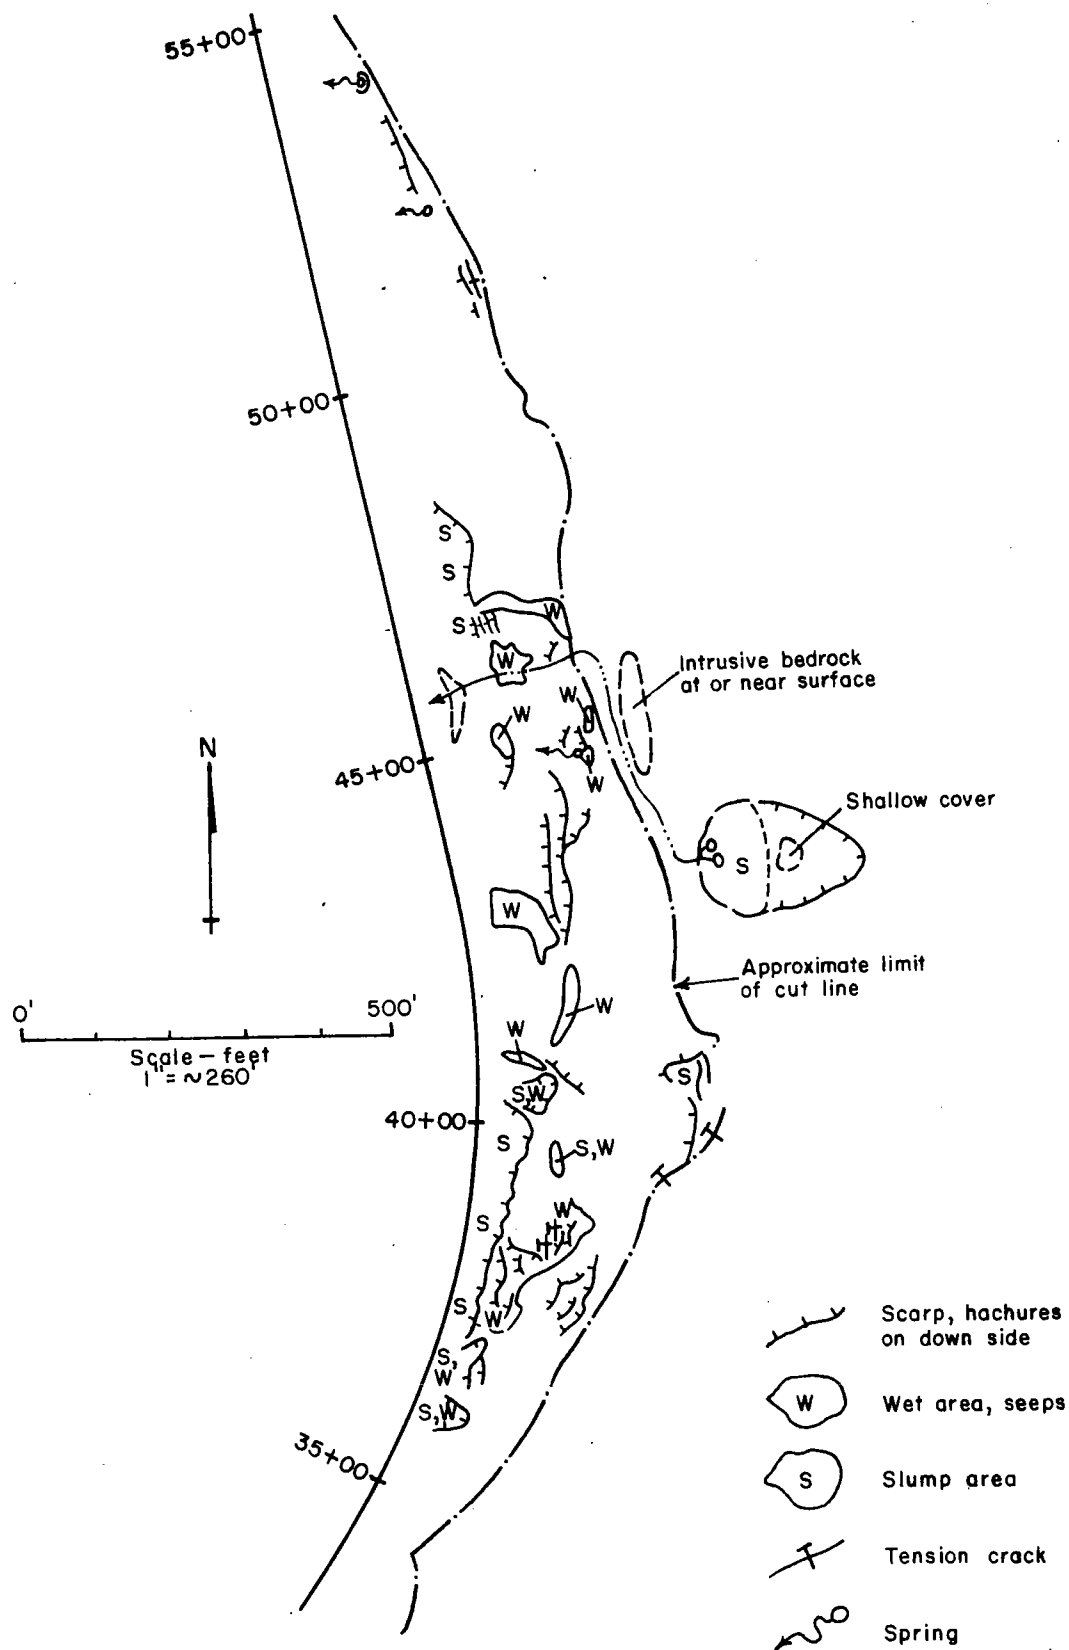 55+00
50+00
S
S
W
S
W
Intrusive bedrock
at or near surface
W
W
N
45+00
W
Shallow cover
S
W
Approximate limit
of cut line
W
0'
500'
W
Scale – feet
1" = ~260'
S
S,W
40+00
S
S,W
W
S
S
W
Scarp, hachures
on down side
S,
W
S,W
W
Wet area, seeps
35+00
S
Slump area
Tension crack
Spring